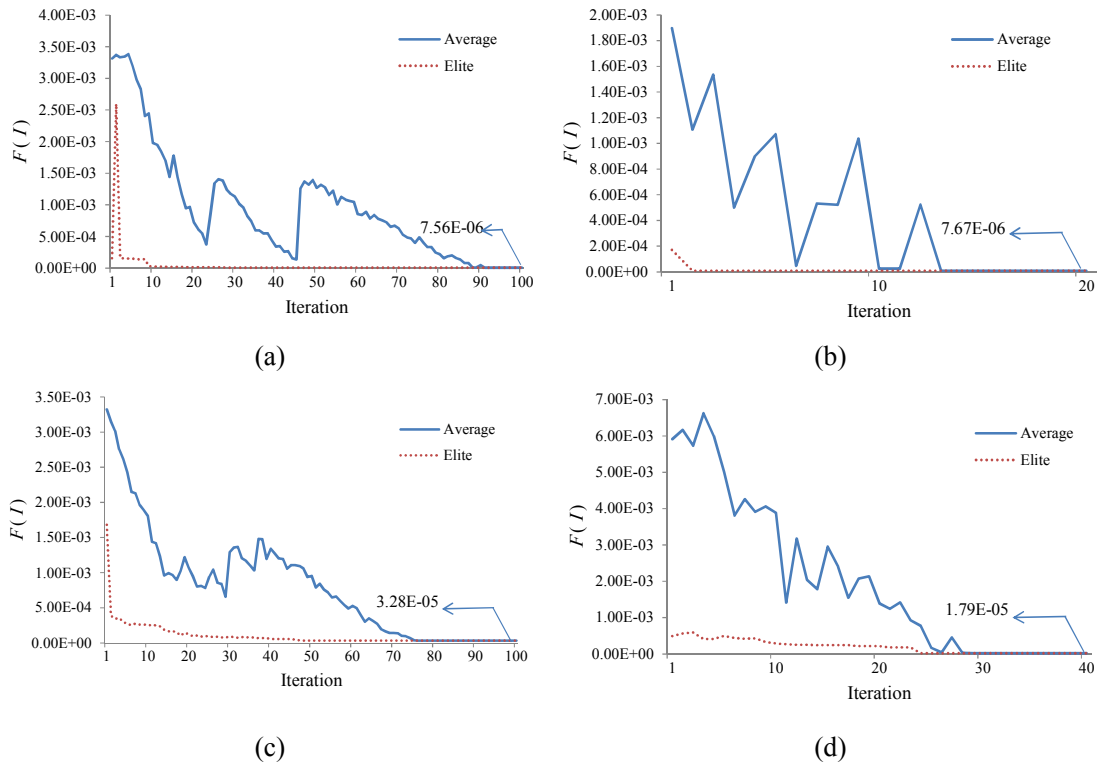 4.00E-03
3.50E-03
3.00E-03
2.50E-03
2.00E-03
1.50E-03
1.00E-03
5.00E-04
0.00E+00
F( I )
Average
Elite
7.56E-06
1 10 20 30 40 50 60 70 80 90 100
Iteration
(a)
2.00E-03
1.80E-03
1.60E-03
1.40E-03
1.20E-03
1.00E-03
8.00E-04
6.00E-04
4.00E-04
2.00E-04
0.00E+00
F( I )
Average
Elite
7.67E-06
1 10 20
Iteration
(b)
3.50E-03
3.00E-03
2.50E-03
2.00E-03
1.50E-03
1.00E-03
5.00E-04
0.00E+00
F( I )
Average
Elite
3.28E-05
1 10 20 30 40 50 60 70 80 90 100
Iteration
(c)
7.00E-03
6.00E-03
5.00E-03
4.00E-03
3.00E-03
2.00E-03
1.00E-03
0.00E+00
F( I )
Average
Elite
1.79E-05
1 10 20 30 40
Iteration
(d)